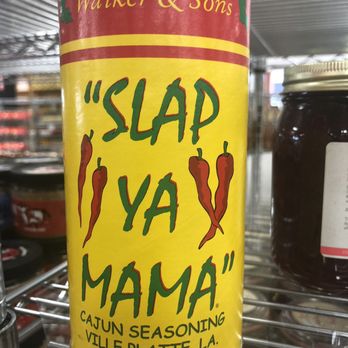 Walker & Sons
"SLAP
YA
MAMA"
CAJUN SEASONING
VILLE PLATTE, LA.